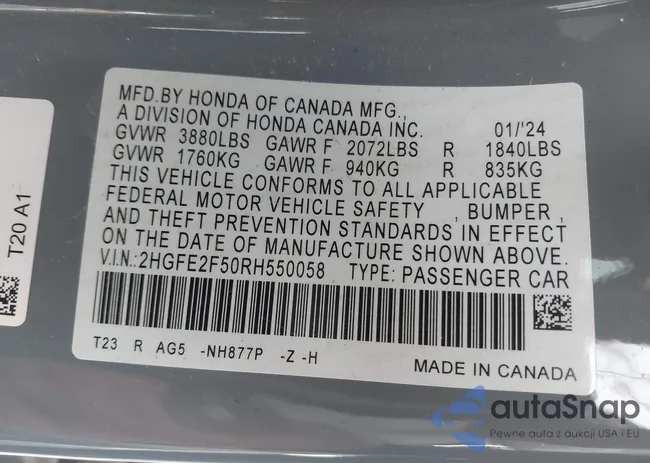 MFD.BY HONDA OF CANADA MFG.,
A DIVISION OF HONDA CANADA INC. 01/'24
GVWR 3880LBS GAWR F 2072LBS R 1840LBS
GVWR 1760KG GAWR F 940KG R 835KG
THIS VEHICLE CONFORMS TO ALL APPLICABLE
FEDERAL MOTOR VEHICLE SAFETY , BUMPER ,
AND THEFT PREVENTION STANDARDS IN EFFECT
ON THE DATE OF MANUFACTURE SHOWN ABOVE.
V.I.N.:2HGFE2F50RH550058 TYPE: PASSENGER CAR
T23 R AG5 -NH877P -Z -H
MADE IN CANADA
T20 A1
autaSnap
Pewne auta z aukcji USA i EU